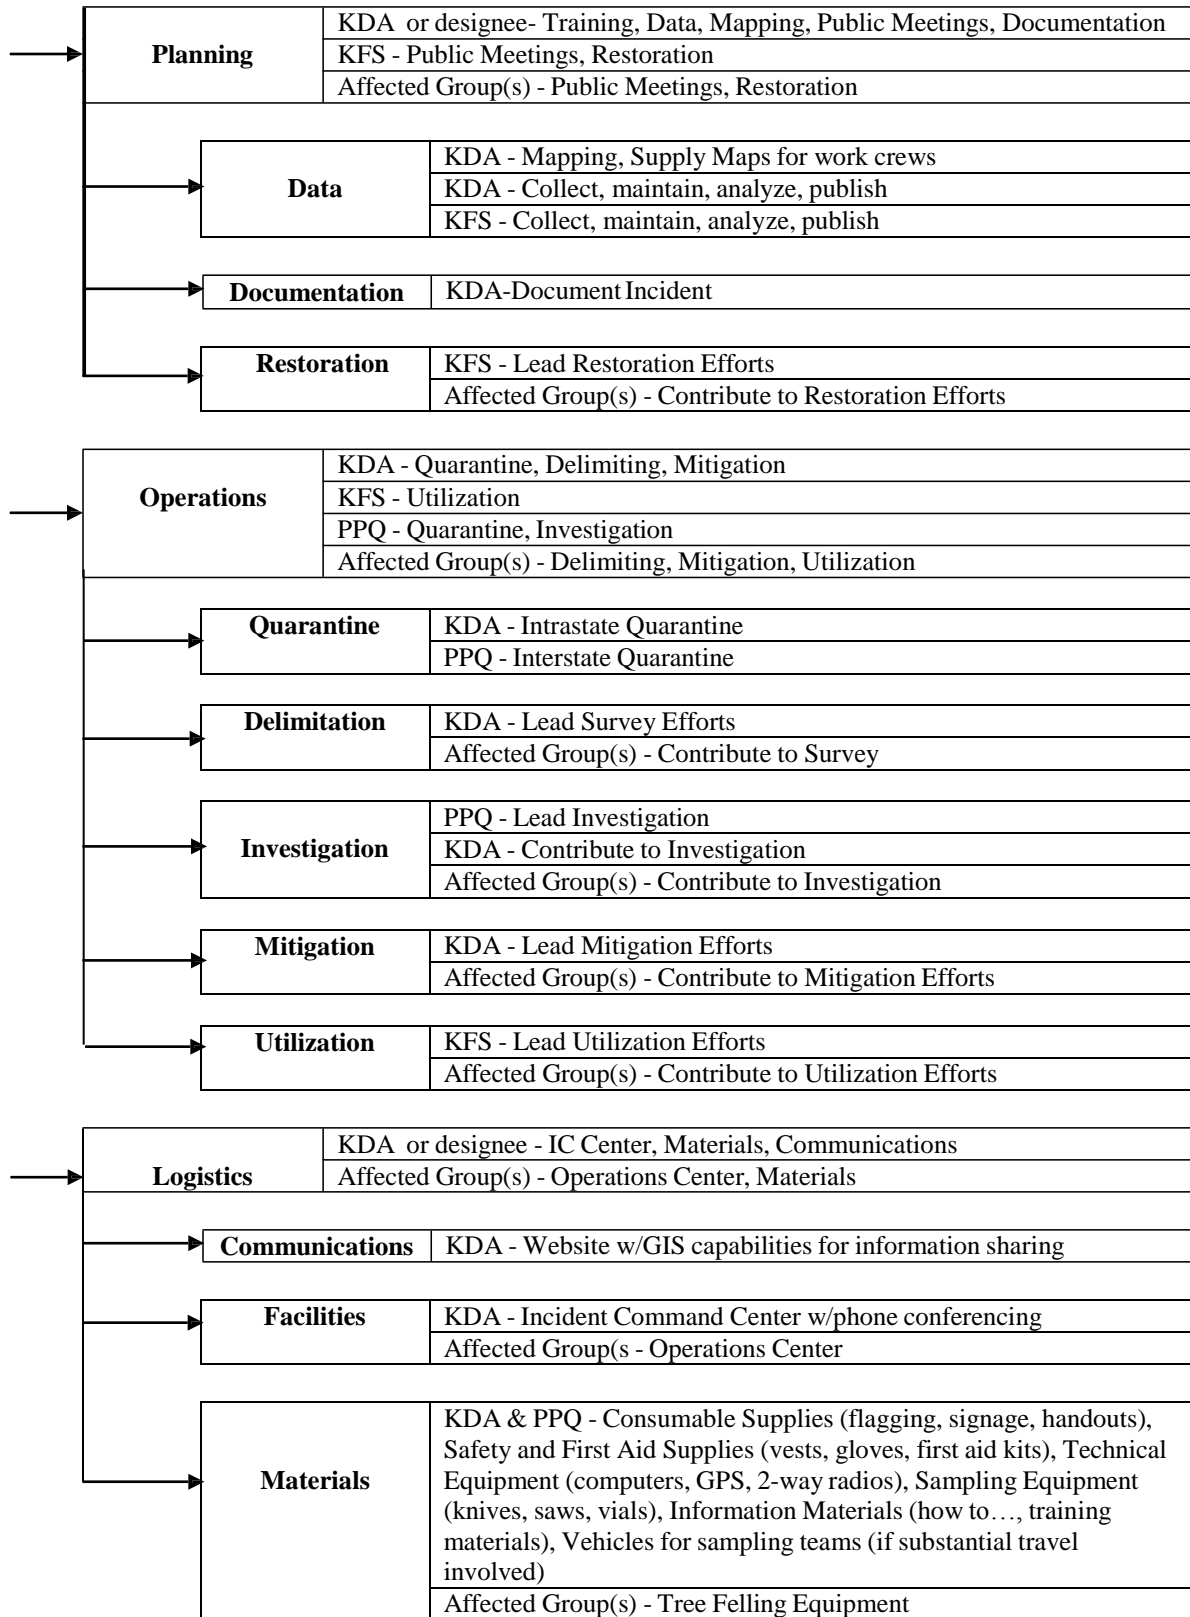 Planning
KDA or designee- Training, Data, Mapping, Public Meetings, Documentation
KFS - Public Meetings, Restoration
Affected Group(s) - Public Meetings, Restoration
Data
KDA - Mapping, Supply Maps for work crews
KDA - Collect, maintain, analyze, publish
KFS - Collect, maintain, analyze, publish
Documentation
KDA-Document Incident
Restoration
KFS - Lead Restoration Efforts
Affected Group(s) - Contribute to Restoration Efforts
Operations
KDA - Quarantine, Delimiting, Mitigation
KFS - Utilization
PPQ - Quarantine, Investigation
Affected Group(s) - Delimiting, Mitigation, Utilization
Quarantine
KDA - Intrastate Quarantine
PPQ - Interstate Quarantine
Delimitation
KDA - Lead Survey Efforts
Affected Group(s) - Contribute to Survey
Investigation
PPQ - Lead Investigation
KDA - Contribute to Investigation
Affected Group(s) - Contribute to Investigation
Mitigation
KDA - Lead Mitigation Efforts
Affected Group(s) - Contribute to Mitigation Efforts
Utilization
KFS - Lead Utilization Efforts
Affected Group(s) - Contribute to Utilization Efforts
Logistics
KDA or designee - IC Center, Materials, Communications
Affected Group(s) - Operations Center, Materials
Communications
KDA - Website w/GIS capabilities for information sharing
Facilities
KDA - Incident Command Center w/phone conferencing
Affected Group(s - Operations Center
Materials
KDA & PPQ - Consumable Supplies (flagging, signage, handouts),
Safety and First Aid Supplies (vests, gloves, first aid kits), Technical
Equipment (computers, GPS, 2-way radios), Sampling Equipment
(knives, saws, vials), Information Materials (how to…, training
materials), Vehicles for sampling teams (if substantial travel
involved)
Affected Group(s) - Tree Felling Equipment